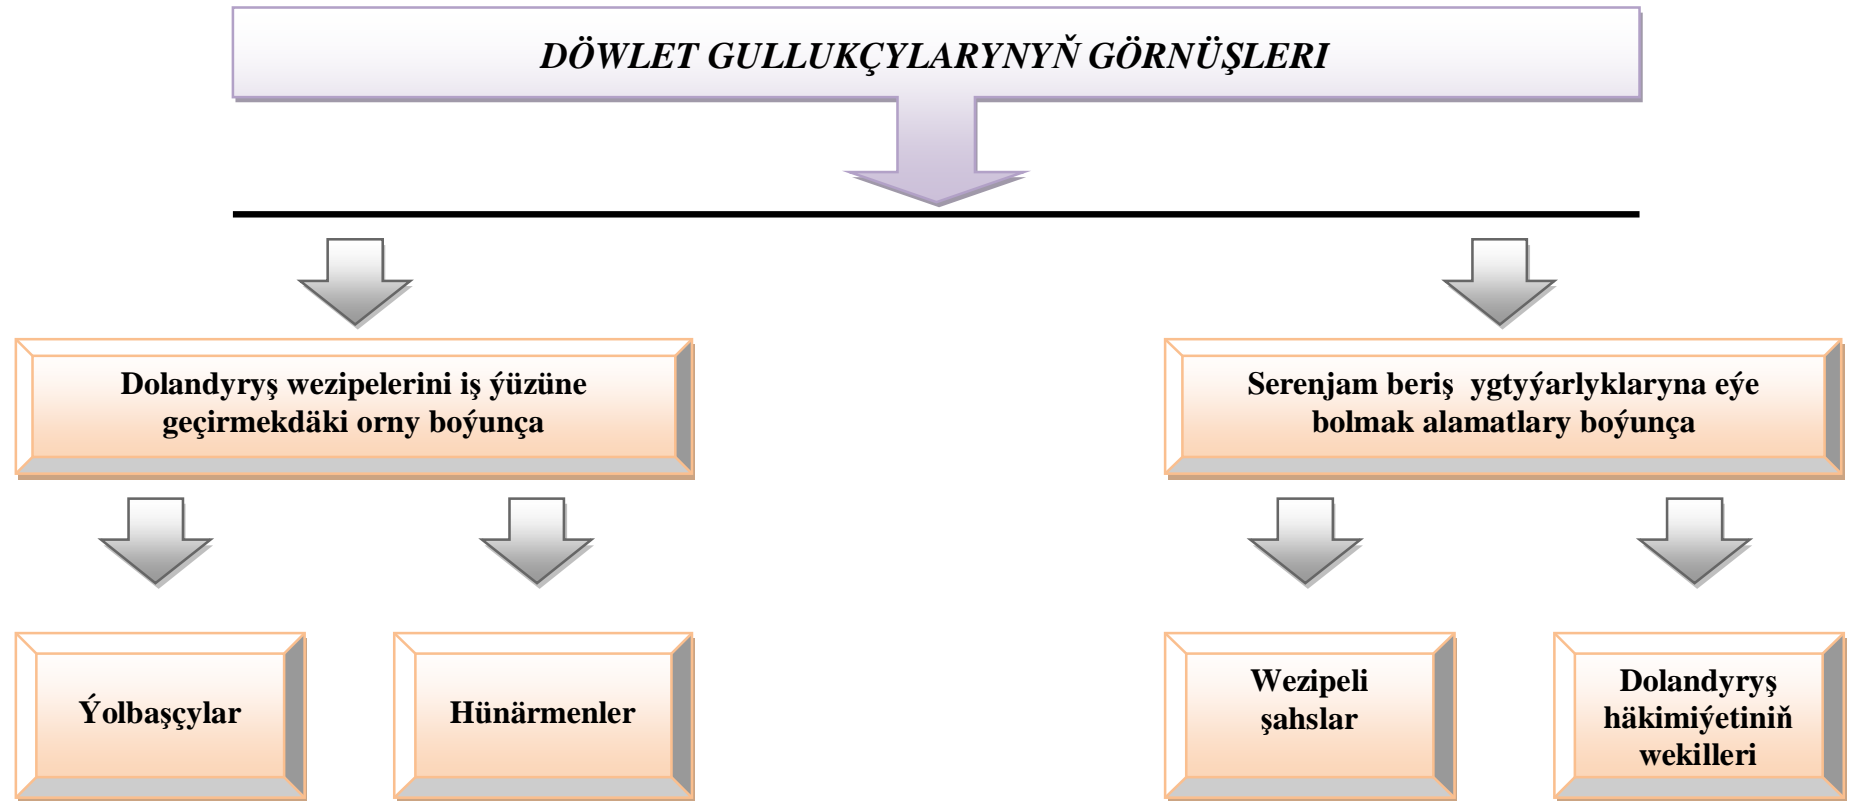 DÖWLET GULLUKÇYLARYNYŇ GÖRNÜŞLERI
Dolandyryş wezipelerini iş ýüzüne
geçirmekdäki orny boýunça
Serenjam beriş ygtyýarlyklaryna eýe
bolmak alamatlary boýunça
Ýolbaşçylar
Hünärmenler
Wezipeli
şahslar
Dolandyryş
häkimiýetiniň
wekilleri